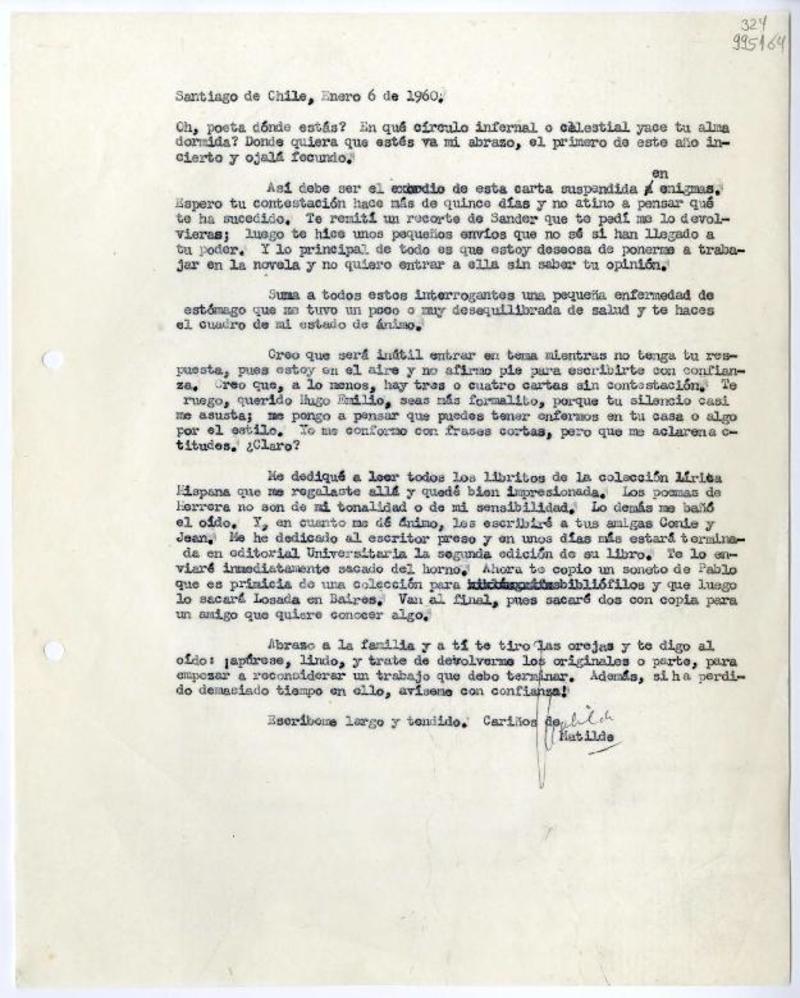 324
995164
Santiago de Chile, Enero 6 de 1960.
Oh, poeta dónde estás? En qué círculo infernal o celestial yace tu alma
dormida? Donde quiera que estés va mi abrazo, el primero de este año in-
cierto y ojalá fecundo.
en
Así debe ser el exordio de esta carta suspendida enigmas.
Espero tu contestación hace más de quince días y no atino a pensar qué
te ha sucedido. Te remití un recorte de Sander que te pedí me lo devol-
vieras; luego te hice unos pequeños envíos que no sé si han llegado a
tu poder. Y lo principal de todo es que estoy deseosa de ponerme a traba-
jar en la novela y no quiero entrar a ella sin saber tu opinión.
Suma a todos estos interrogantes una pequeña enfermedad de
estómago que me tuvo un poco o muy desequilibrada de salud y te haces
el cuadro de mi estado de ánimo.
Creo que será inútil entrar en tema mientras no tenga tu res-
puesta, pues estoy en el aire y no afirmo pie para escribirte con confian-
za. Creo que, a lo menos, hay tres o cuatro cartas sin contestación. Te
ruego, querido Hugo Emilio, seas más formalito, porque tu silencio casi
me asusta; me pongo a pensar que puedes tener enfermos en tu casa o algo
por el estilo. Yo me conformo con frases cortas, pero que me aclarena c-
titudes. ¿Claro?
Me dediqué a leer todos los libritos de la colección Lírita
Hispana que me regalaste allá y quedé bien impresionada. Los poemas de
Herrera no son de mi tonalidad o de mi sensibilidad. Lo demás me bañó
el oído. Y, en cuanto me dé ánimo, les escribiré a tus amigas Conie y
Jean. Me he dedicado al escritor preso y en unos días más estará termina-
da en editorial Universitaria la segunda edición de su libro. Te lo en-
viaré inmediatamente sacado del horno. Ahora te copio un soneto de Pablo
que es primicia de una colección para bibliófilos y que luego
lo sacará Losada en Baires. Van al final, pues sacaré dos con copia para
un amigo que quiere conocer algo.
Abrazo a la familia y a tí te tiro las orejas y te digo al
oído: ¡apúrese, lindo, y trate de devolverme los originales o parte, para
empezar a reconsiderar un trabajo que debo terminar. Además, si ha perdi-
do demasiado tiempo en ello, avíseme con confianza!
Escríbeme largo y tendido. Cariños de
Matilde
Matilde